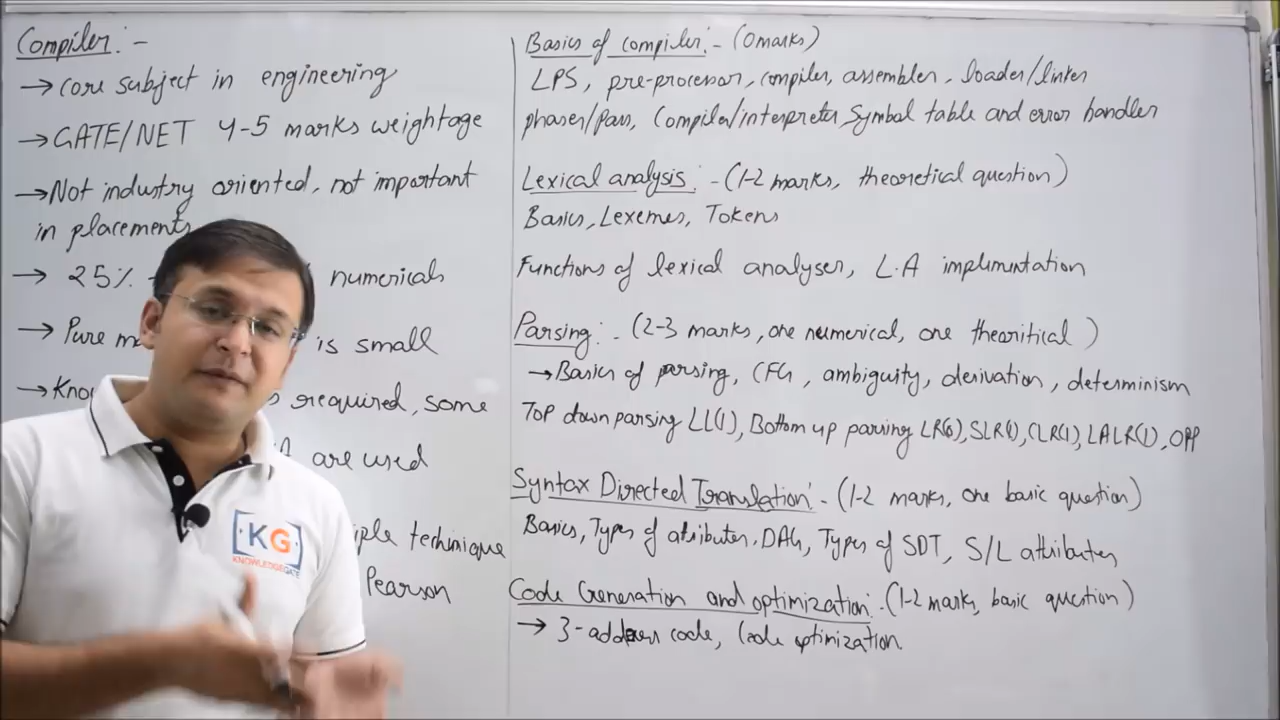 Compiler:-
→ core subject in engineering
→ GATE/NET 4-5 marks weightage
→ Not industry oriented, not important
in placements
→ 25% numericals
→ Pure is small
→ required, some
are used
technique
Pearson
KG
KNOWLEDGEGATE
Basics of compiler:- (0 marks)
LPS, pre-processor, compiler, assembler, loader/linker
phases/pass, Compiler/interpreter, Symbol table and error handler
Lexical analysis:- (1-2 marks, theoretical question)
Basics, Lexemes, Tokens
Functions of lexical analyser, L.A implementation
Parsing:- (2-3 marks, one numerical, one theoritical)
→ Basics of parsing, CFG, ambiguity, derivation, determinism
Top down parsing LL(1), Bottom up parsing LR(0), SLR(1), CLR(1), LALR(1), OPP
Syntax Directed Translation:- (1-2 marks, one basic question)
Basics, Types of attributes, DAG, Types of SDT, S/L attributes
Code Generation and optimization:- (1-2 marks, basic question)
→ 3-address code, Code optimization